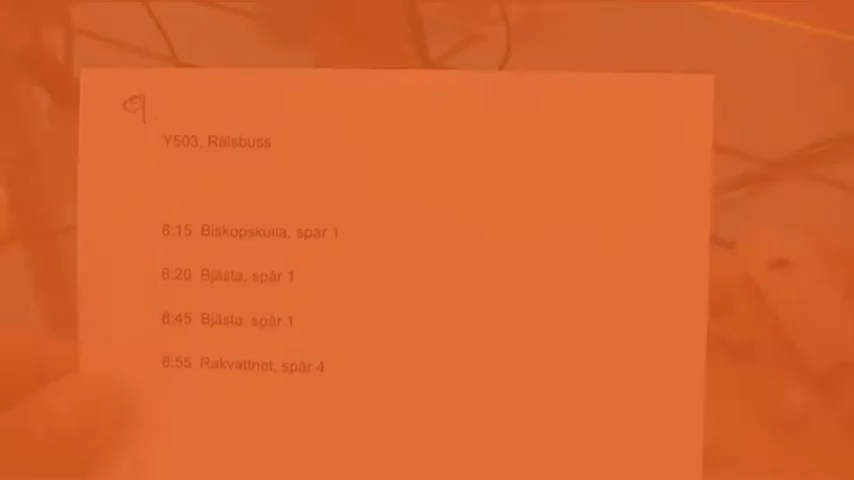 9.
Y503, Rälsbuss
8:15 Biskopskulla, spår 1
8:20 Bjästa, spår 1
8:45 Bjästa, spår 1
8:55 Rakvattnet, spår 4